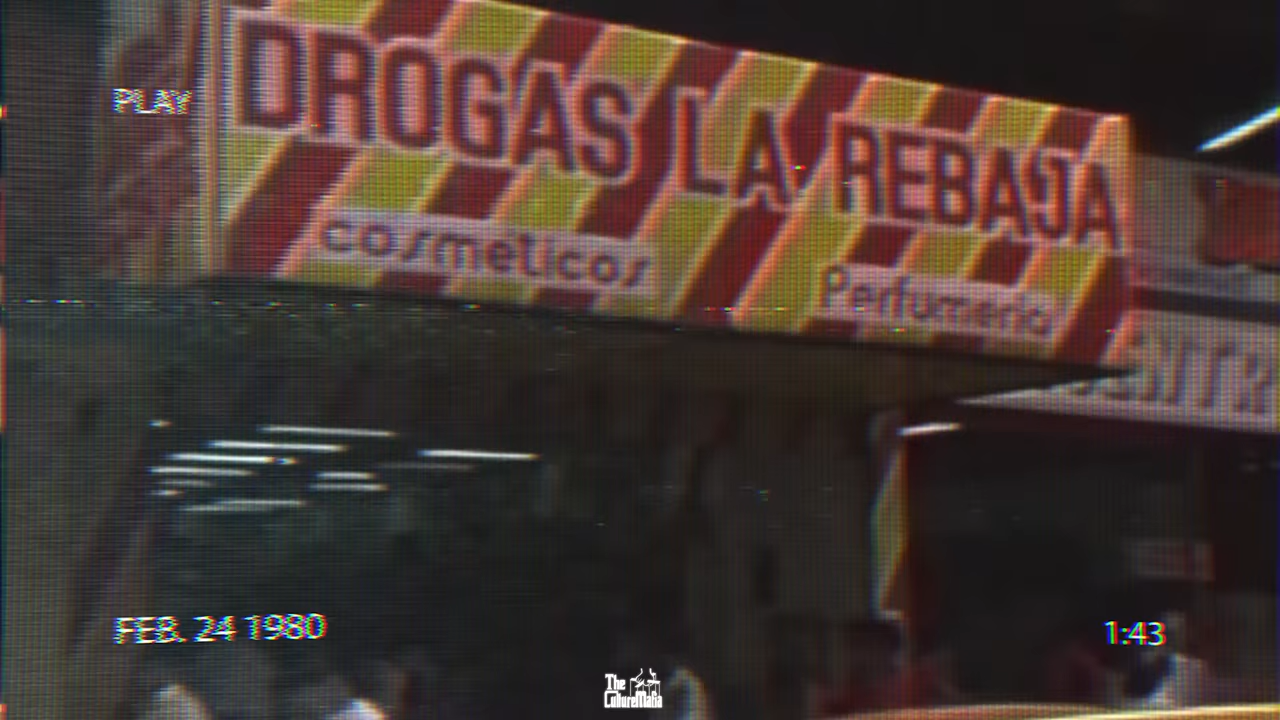 PLAY
DROGAS LA REBAJA
cosmeticos
Perfumeria
FEB. 24 1980
1:43
The
CultureMafia